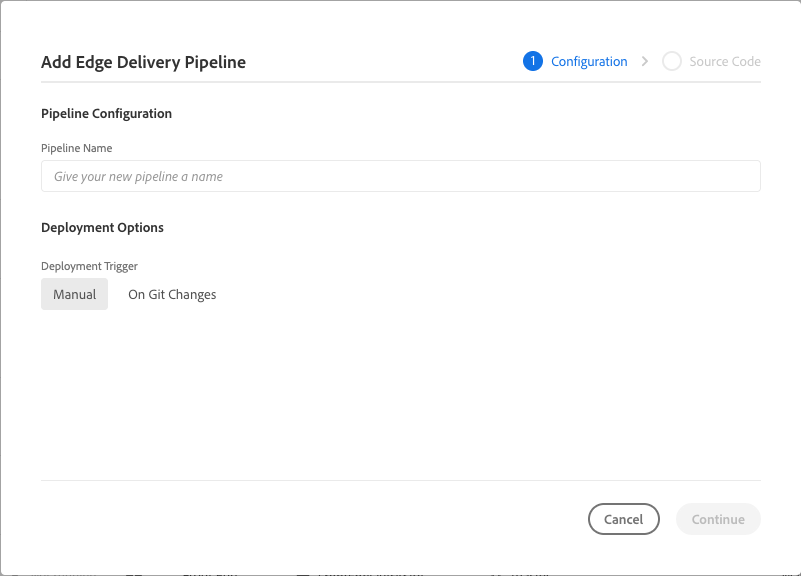 Add Edge Delivery Pipeline
1 Configuration Source Code
Pipeline Configuration
Pipeline Name
Give your new pipeline a name
Deployment Options
Deployment Trigger
Manual On Git Changes
Cancel Continue